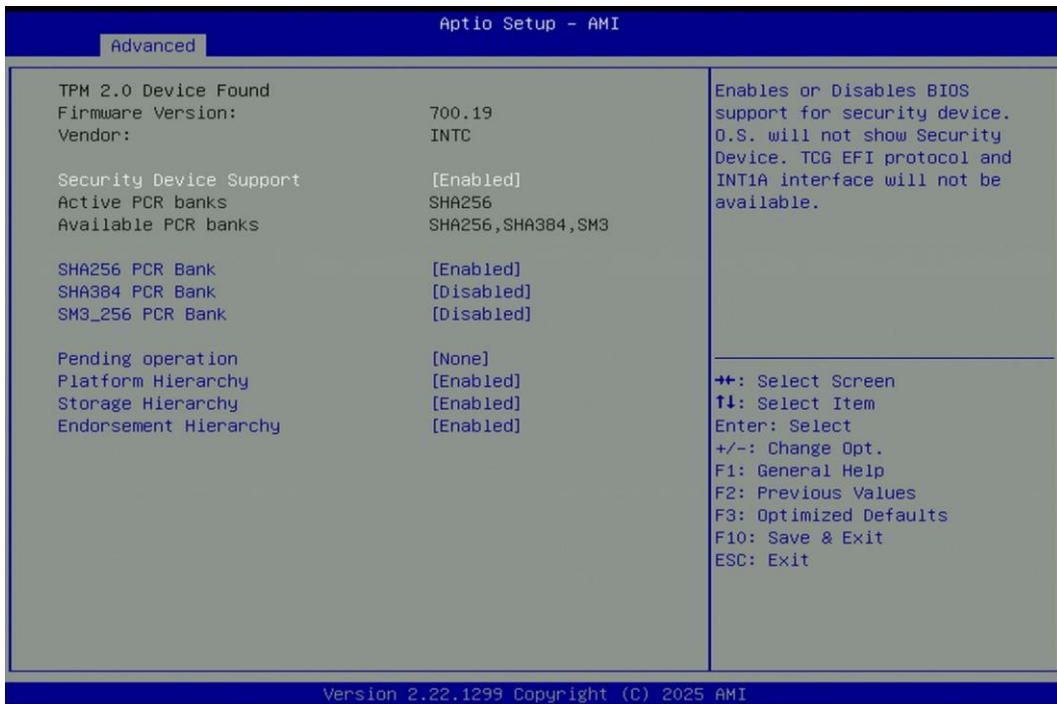 Aptio Setup - AMI
Advanced
TPM 2.0 Device Found
Firmware Version: 700.19
Vendor: INTC
Security Device Support [Enabled]
Active PCR banks SHA256
Available PCR banks SHA256,SHA384,SM3
SHA256 PCR Bank [Enabled]
SHA384 PCR Bank [Disabled]
SM3_256 PCR Bank [Disabled]
Pending operation [None]
Platform Hierarchy [Enabled]
Storage Hierarchy [Enabled]
Endorsement Hierarchy [Enabled]
Enables or Disables BIOS
support for security device.
O.S. will not show Security
Device. TCG EFI protocol and
INT1A interface will not be
available.
→←: Select Screen
↑↓: Select Item
Enter: Select
+/-: Change Opt.
F1: General Help
F2: Previous Values
F3: Optimized Defaults
F10: Save & Exit
ESC: Exit
Version 2.22.1299 Copyright (C) 2025 AMI